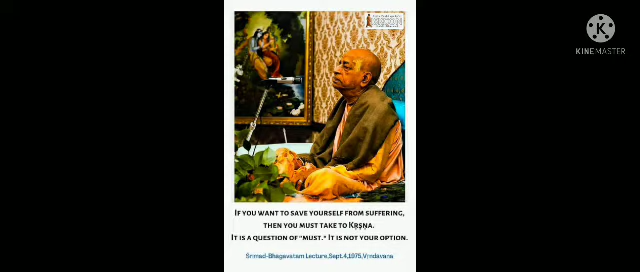 If you want to save yourself from suffering,
then you must take to Kṛṣṇa.
It is a question of "must." It is not your option.
Śrīmad-Bhāgavatam Lecture,Sept.4,1975,Vṛndāvana
KINEMASTER